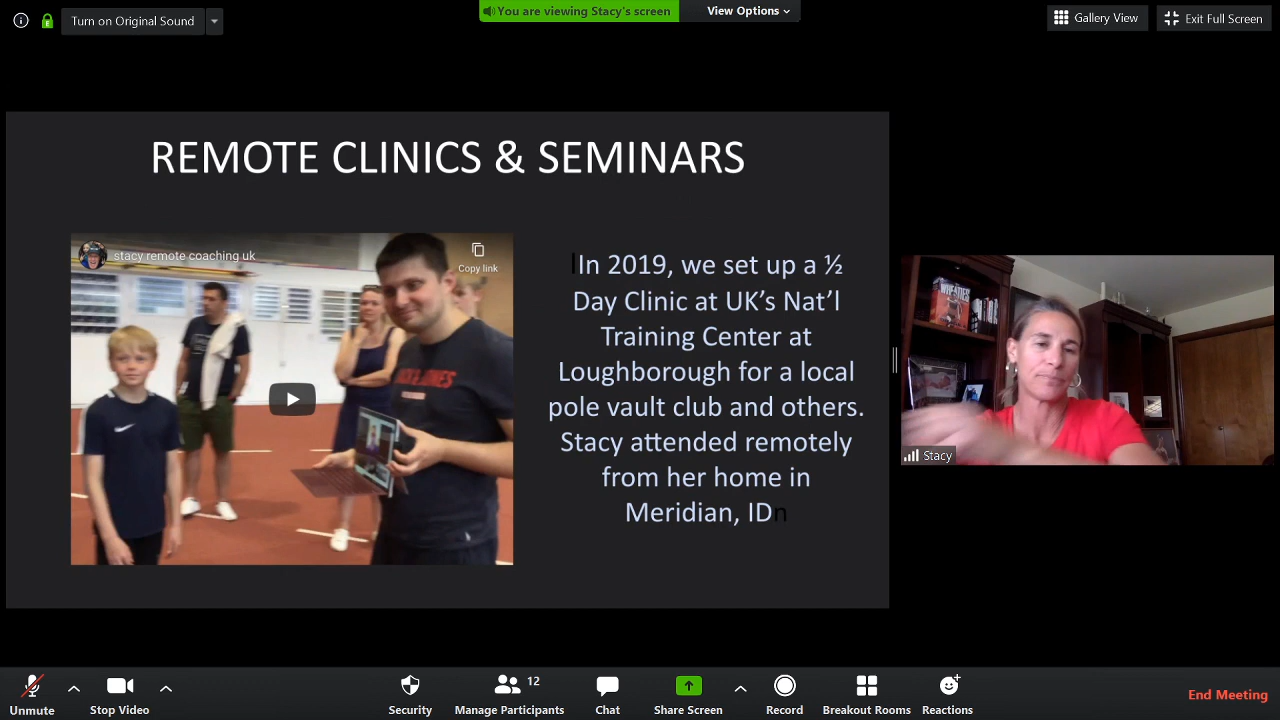 You are viewing Stacy's screen
View Options
Turn on Original Sound
Gallery View
Exit Full Screen
REMOTE CLINICS & SEMINARS
stacy remote coaching uk
Copy link
In 2019, we set up a ½
Day Clinic at UK’s Nat’l
Training Center at
Loughborough for a local
pole vault club and others.
Stacy attended remotely
from her home in
Meridian, IDn
WHEATIES
Stacy
Unmute
Stop Video
Security
12
Manage Participants
Chat
Share Screen
Record
Breakout Rooms
Reactions
End Meeting